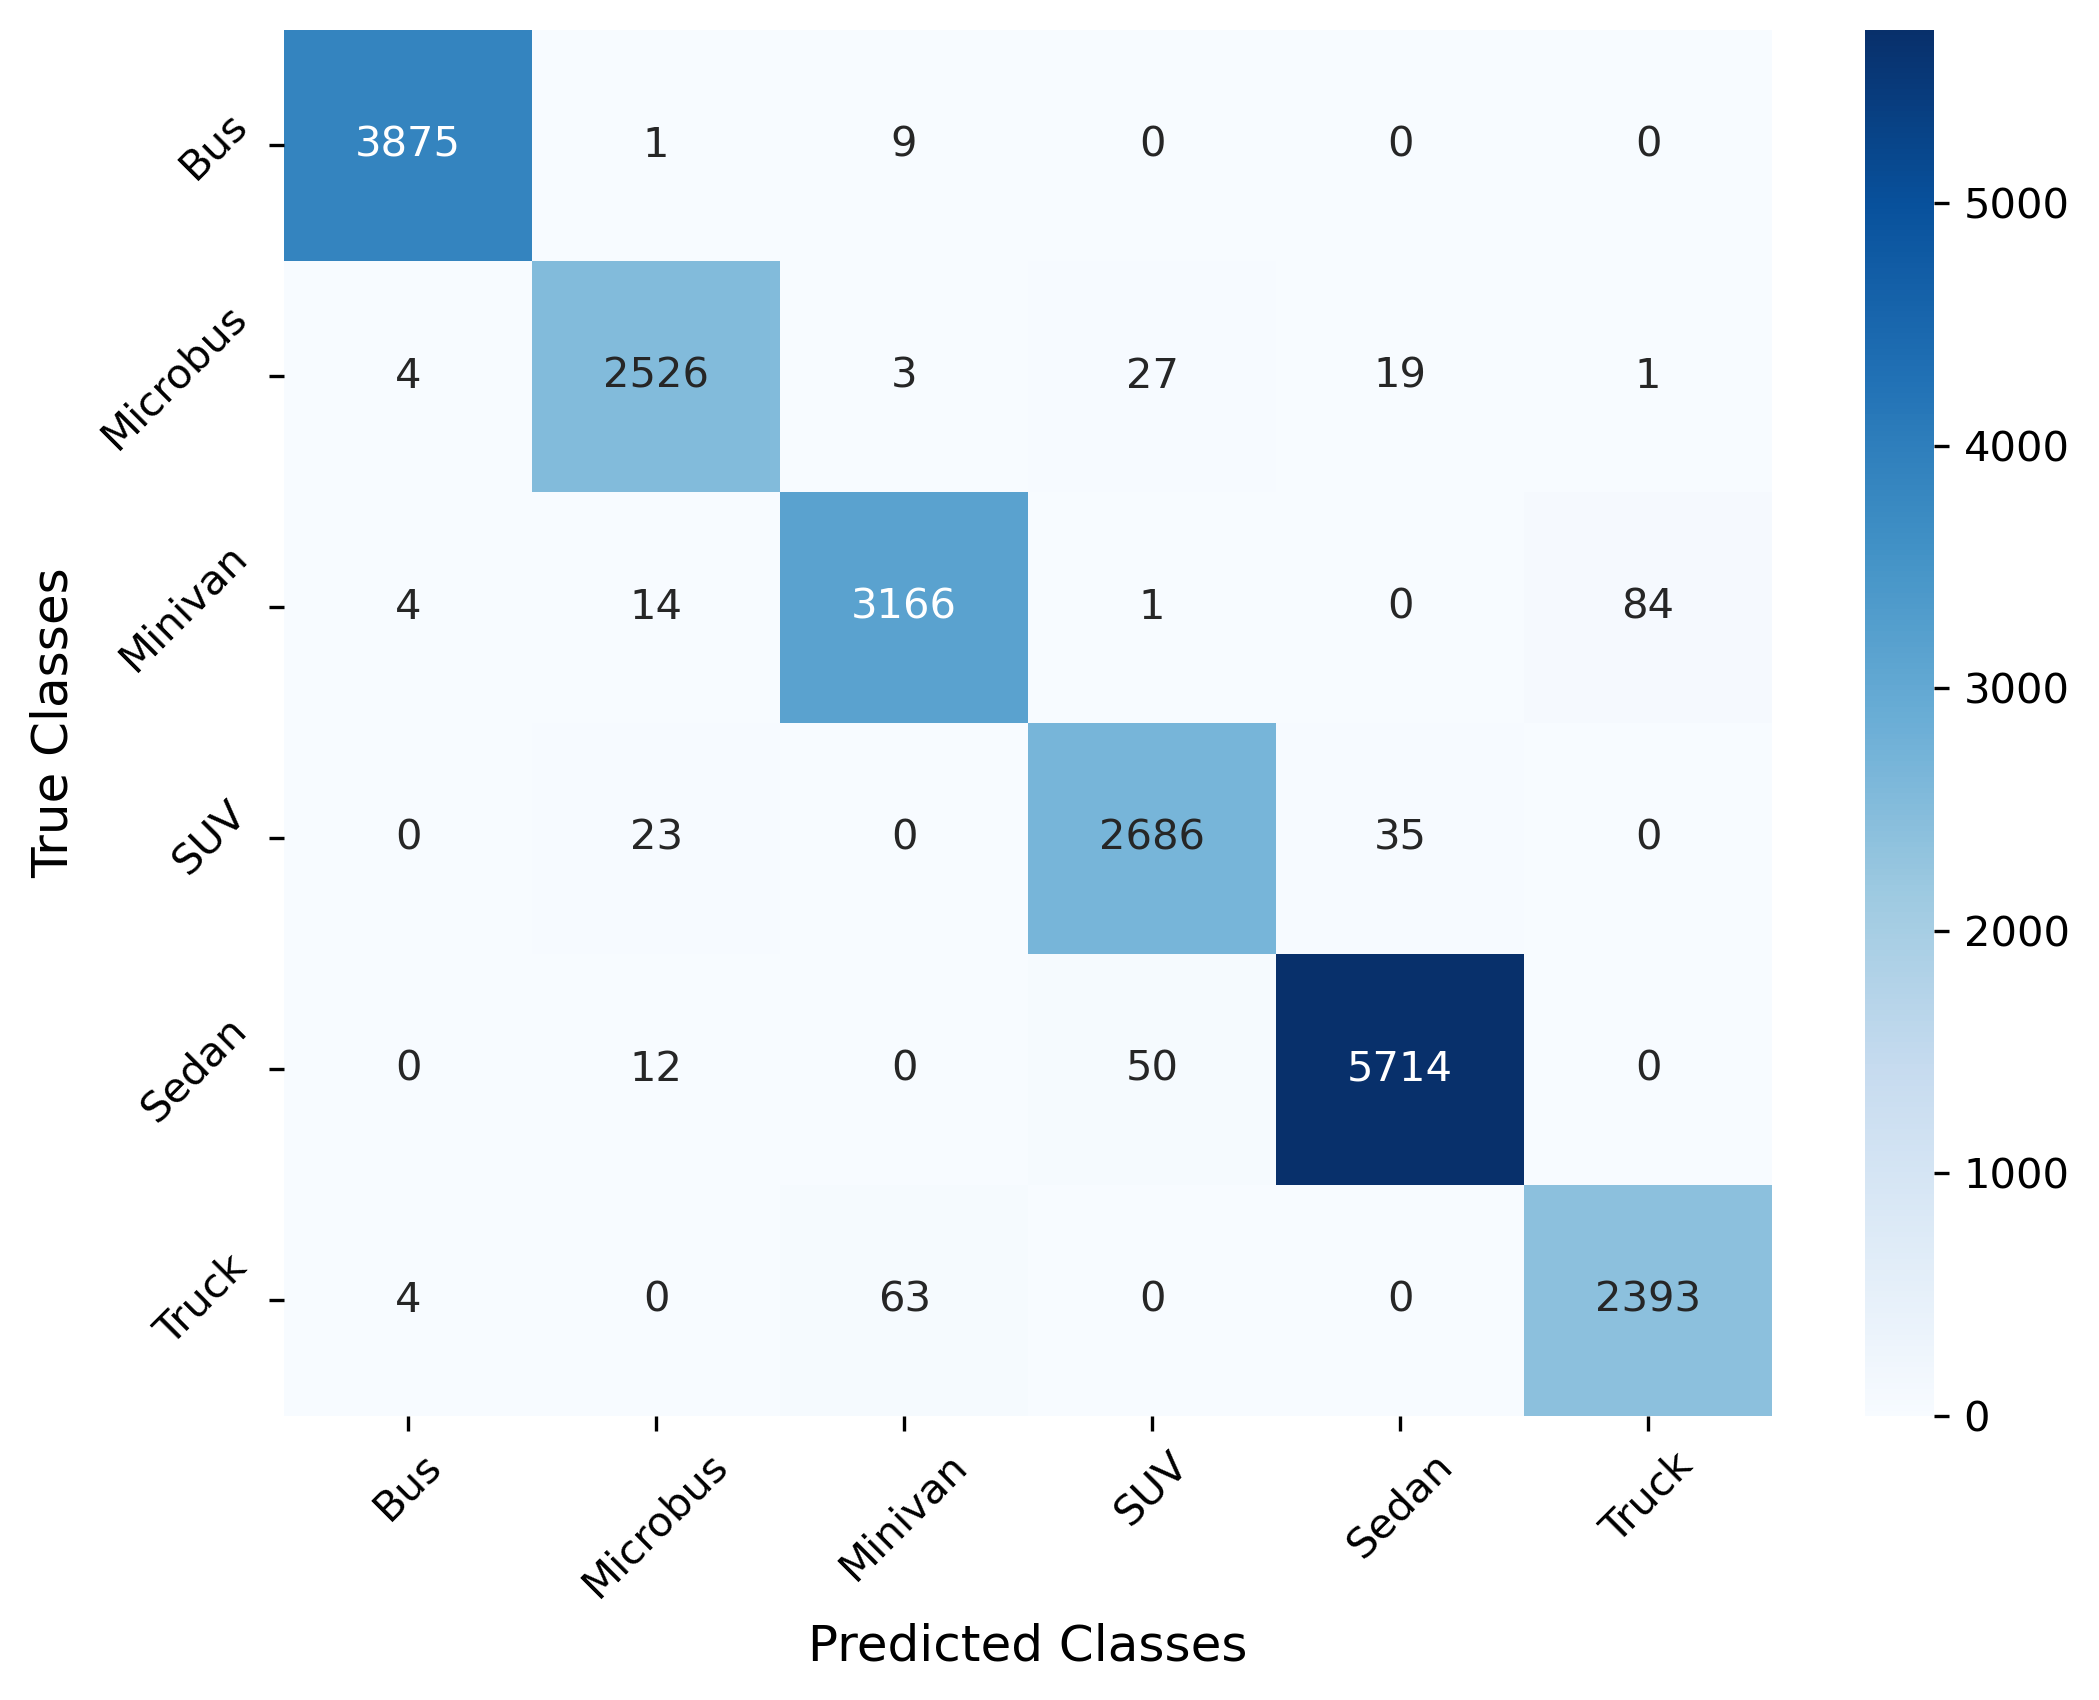 Bus 3875 1 9 0 0 0
Microbus 4 2526 3 27 19 1
Minivan 4 14 3166 1 0 84
SUV 0 23 0 2686 35 0
Sedan 0 12 0 50 5714 0
Truck 4 0 63 0 0 2393
Bus Microbus Minivan SUV Sedan Truck
Predicted Classes
True Classes
5000
4000
3000
2000
1000
0